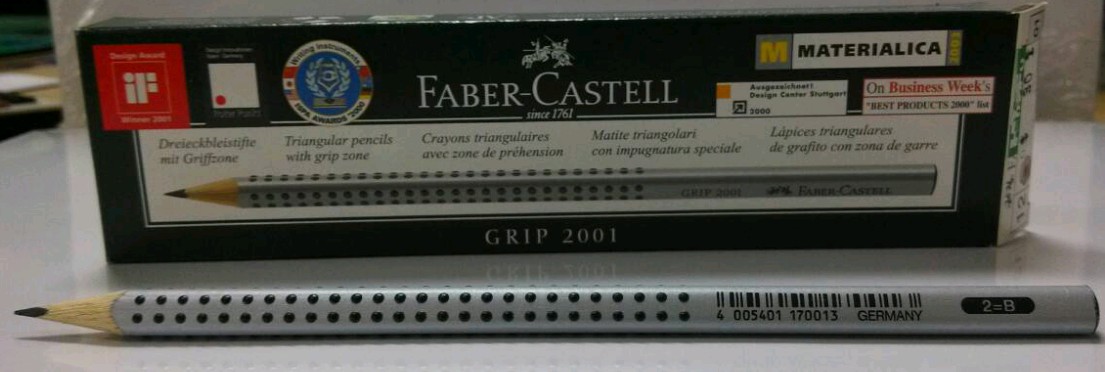 Design Award
iF
Winner 2001
Writing Instruments
M MATERIALICA 2003
FABER-CASTELL
since 1761
Ausgezeichnet!
Design Center Stuttgart
2000
On Business Week's
"BEST PRODUCTS 2000" list
Dreieckbleistifte
mit Griffzone
Triangular pencils
with grip zone
Crayons triangulaires
avec zone de préhension
Matite triangolari
con impugnatura speciale
Lápices triangulares
de grafito con zona de garre
GRIP 2001 FABER-CASTELL
GRIP 2001
4 005401 170013 GERMANY
2=B